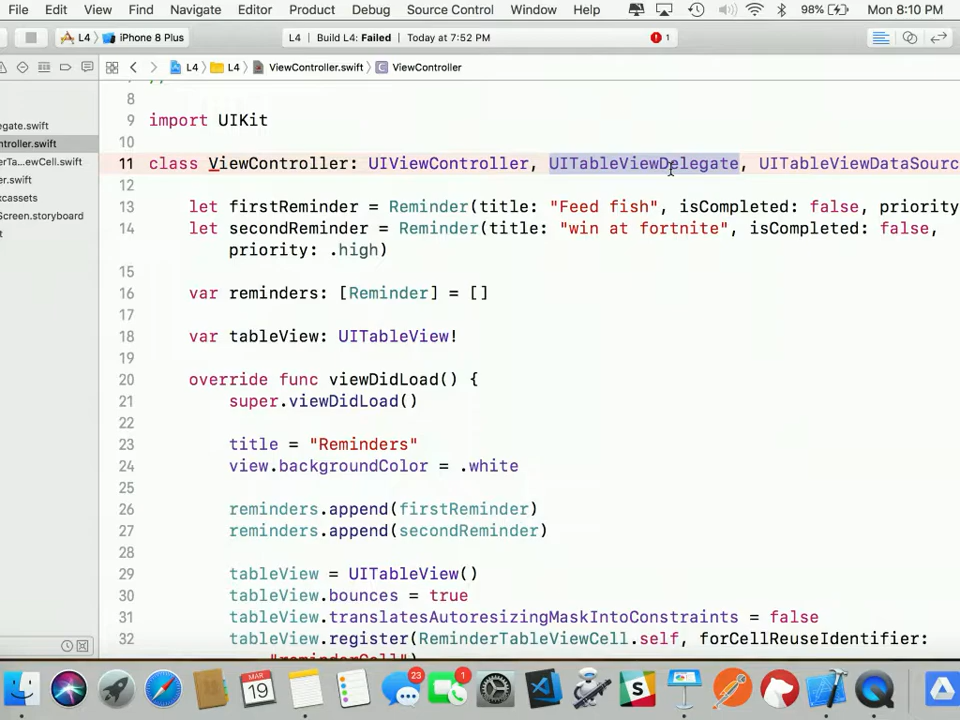 File Edit View Find Navigate Editor Product Debug Source Control Window Help 98% Mon 8:10 PM
L4 iPhone 8 Plus L4 | Build L4: Failed | Today at 7:52 PM 1
L4 L4 ViewController.swift C ViewController
egate.swift
ntroller.swift
erTa...ewCell.swift
er.swift
xcassets
Screen.storyboard
t
8
9 import UIKit
10
11 class ViewController: UIViewController, UITableViewDelegate, UITableViewDataSourc
12
13 let firstReminder = Reminder(title: "Feed fish", isCompleted: false, priority
14 let secondReminder = Reminder(title: "win at fortnite", isCompleted: false,
priority: .high)
15
16 var reminders: [Reminder] = []
17
18 var tableView: UITableView!
19
20 override func viewDidLoad() {
21 super.viewDidLoad()
22
23 title = "Reminders"
24 view.backgroundColor = .white
25
26 reminders.append(firstReminder)
27 reminders.append(secondReminder)
28
29 tableView = UITableView()
30 tableView.bounces = true
31 tableView.translatesAutoresizingMaskIntoConstraints = false
32 tableView.register(ReminderTableViewCell.self, forCellReuseIdentifier:
"reminderCell")
MAR
19
23
1